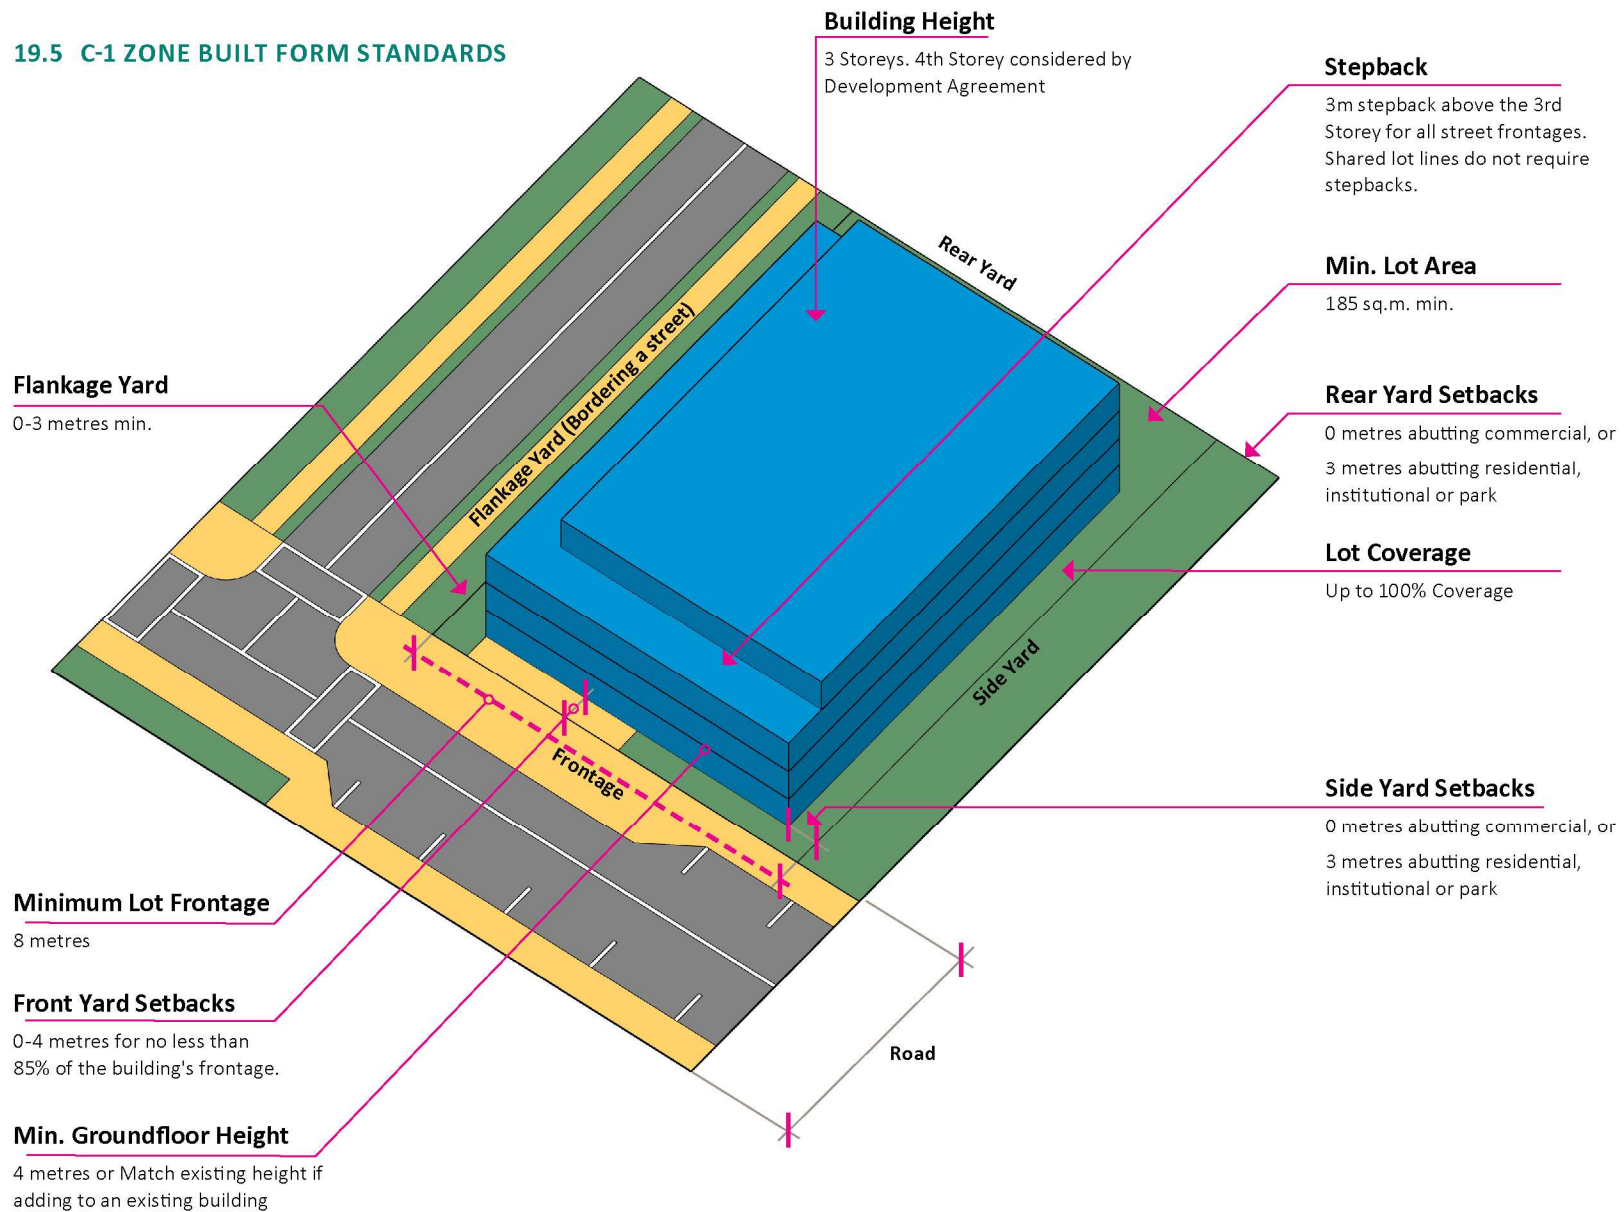 19.5 C-1 ZONE BUILT FORM STANDARDS
Building Height
3 Storeys. 4th Storey considered by
Development Agreement
Stepback
3m stepback above the 3rd
Storey for all street frontages.
Shared lot lines do not require
stepbacks.
Rear Yard
Min. Lot Area
185 sq.m. min.
Flankage Yard
0-3 metres min.
Flankage Yard (Bordering a street)
Rear Yard Setbacks
0 metres abutting commercial, or
3 metres abutting residential,
institutional or park
Lot Coverage
Up to 100% Coverage
Side Yard
Frontage
Side Yard Setbacks
0 metres abutting commercial, or
3 metres abutting residential,
institutional or park
Minimum Lot Frontage
8 metres
Front Yard Setbacks
0-4 metres for no less than
85% of the building's frontage.
Road
Min. Groundfloor Height
4 metres or Match existing height if
adding to an existing building